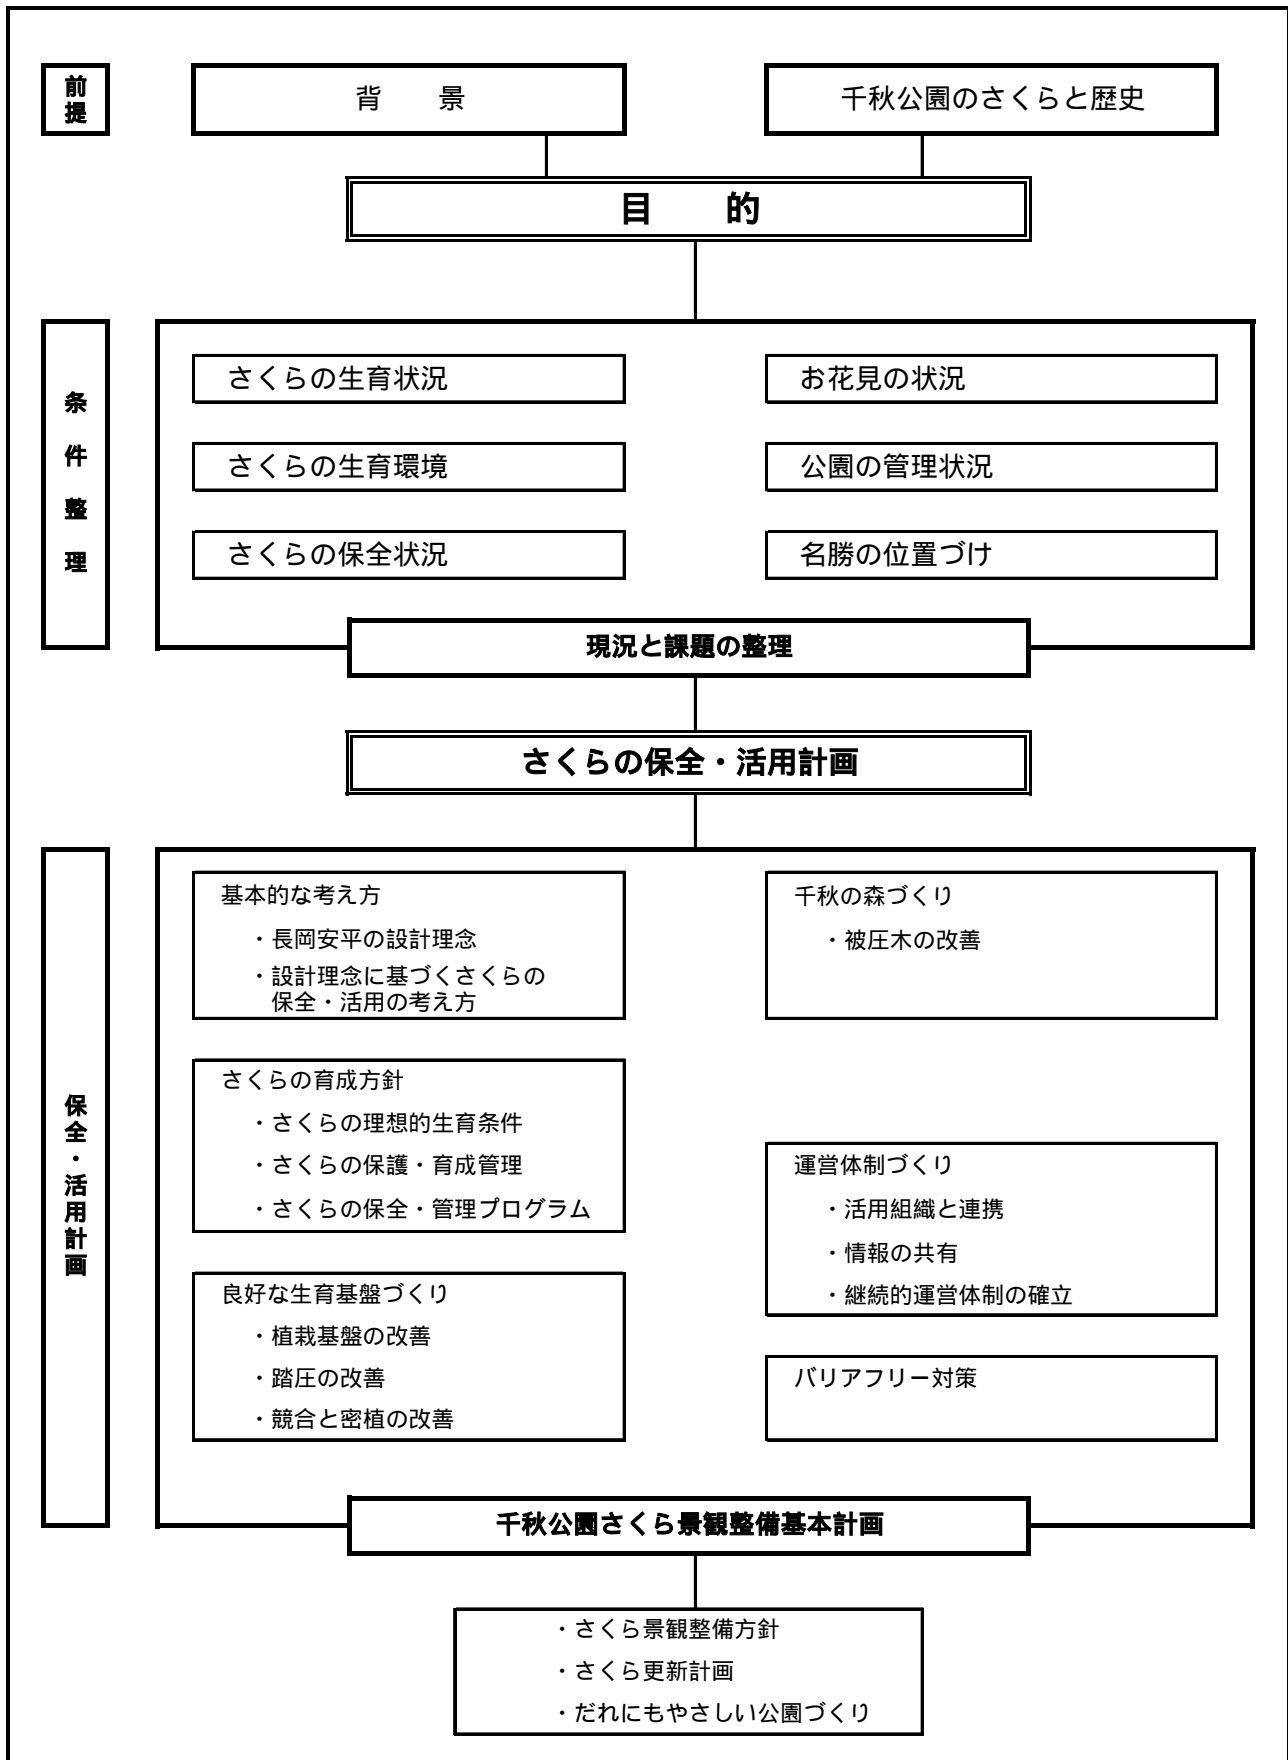 前提
背　　景
千秋公園のさくらと歴史
目　　的
条件整理
さくらの生育状況
お花見の状況
さくらの生育環境
公園の管理状況
さくらの保全状況
名勝の位置づけ
現況と課題の整理
さくらの保全・活用計画
保全・活用計画
基本的な考え方
・長岡安平の設計理念
・設計理念に基づくさくらの
保全・活用の考え方
千秋の森づくり
・被圧木の改善
さくらの育成方針
・さくらの理想的生育条件
・さくらの保護・育成管理
・さくらの保全・管理プログラム
運営体制づくり
・活用組織と連携
・情報の共有
・継続的運営体制の確立
良好な生育基盤づくり
・植栽基盤の改善
・踏圧の改善
・競合と密植の改善
バリアフリー対策
千秋公園さくら景観整備基本計画
・さくら景観整備方針
・さくら更新計画
・だれにもやさしい公園づくり